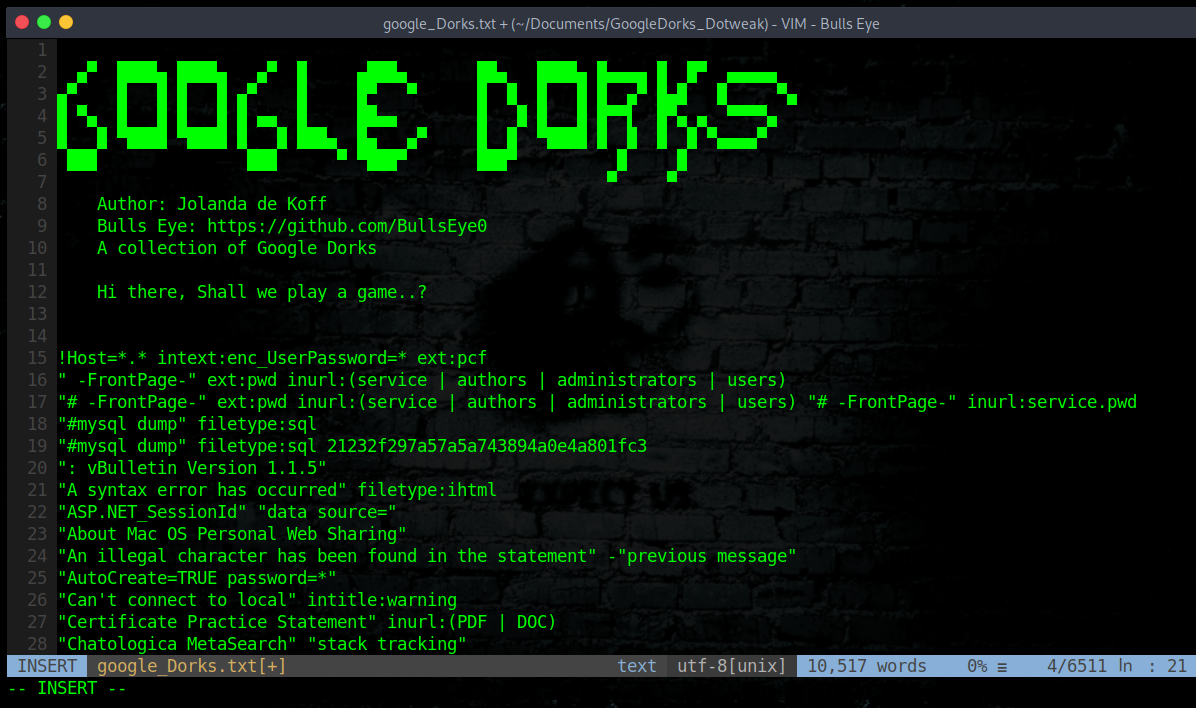 google_Dorks.txt + (~/Documents/GoogleDorks_Dotweak) - VIM - Bulls Eye
1
2
3
4
5
6
7
GOOGLE DORKS
8 Author: Jolanda de Koff
9 Bulls Eye: https://github.com/BullsEye0
10 A collection of Google Dorks
11
12 Hi there, Shall we play a game..?
13
14
15 !Host=*.* intext:enc_UserPassword=* ext:pcf
16 " -FrontPage-" ext:pwd inurl:(service | authors | administrators | users)
17 "# -FrontPage-" ext:pwd inurl:(service | authors | administrators | users) "# -FrontPage-" inurl:service.pwd
18 "#mysql dump" filetype:sql
19 "#mysql dump" filetype:sql 21232f297a57a5a743894a0e4a801fc3
20 ": vBulletin Version 1.1.5"
21 "A syntax error has occurred" filetype:ihtml
22 "ASP.NET_SessionId" "data source="
23 "About Mac OS Personal Web Sharing"
24 "An illegal character has been found in the statement" -"previous message"
25 "AutoCreate=TRUE password=*"
26 "Can't connect to local" intitle:warning
27 "Certificate Practice Statement" inurl:(PDF | DOC)
28 "Chatologica MetaSearch" "stack tracking"
EXPECT US
INSERT google_Dorks.txt[+] text utf-8[unix] 10,517 words 0% ≡ 4/6511 ln : 21
-- INSERT --